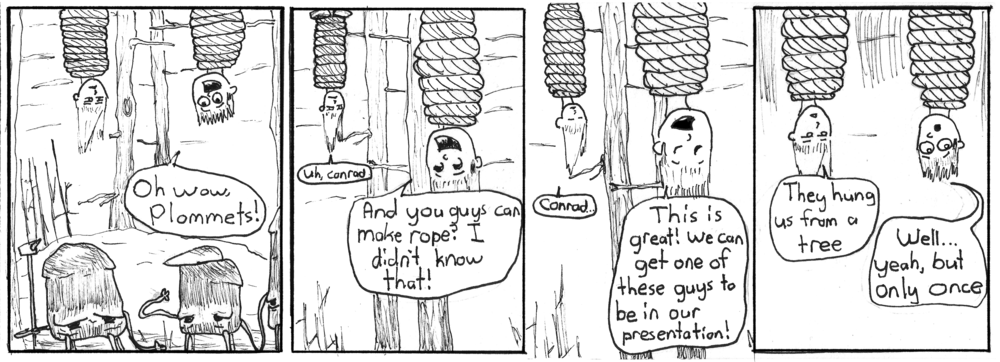 Oh wow,
Plommets!
Uh, conrad
And you guys can
make rope? I
didn't know
that!
Conrad...
This is
great! We can
get one of
these guys to
be in our
presentation!
They hung
us from a
tree
Well...
yeah, but
only once